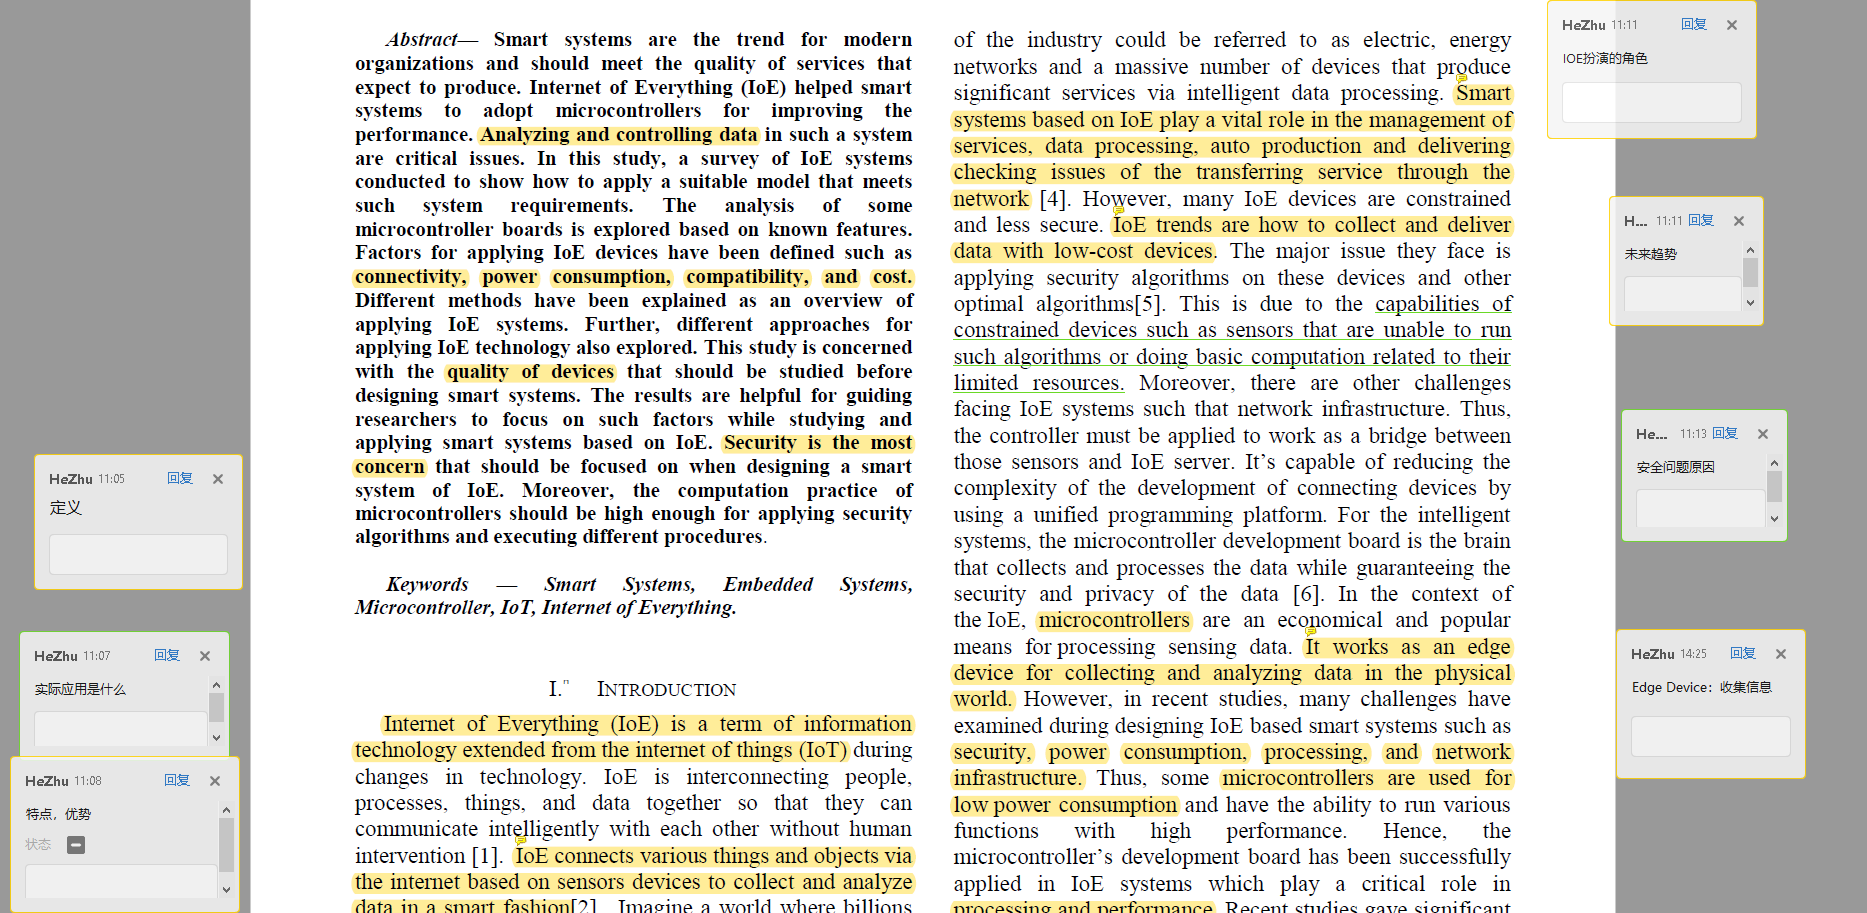 Abstract— Smart systems are the trend for modern
organizations and should meet the quality of services that
expect to produce. Internet of Everything (IoE) helped smart
systems to adopt microcontrollers for improving the
performance. Analyzing and controlling data in such a system
are critical issues. In this study, a survey of IoE systems
conducted to show how to apply a suitable model that meets
such system requirements. The analysis of some
microcontroller boards is explored based on known features.
Factors for applying IoE devices have been defined such as
connectivity, power consumption, compatibility, and cost.
Different methods have been explained as an overview of
applying IoE systems. Further, different approaches for
applying IoE technology also explored. This study is concerned
with the quality of devices that should be studied before
designing smart systems. The results are helpful for guiding
researchers to focus on such factors while studying and
applying smart systems based on IoE. Security is the most
concern that should be focused on when designing a smart
system of IoE. Moreover, the computation practice of
microcontrollers should be high enough for applying security
algorithms and executing different procedures.
Keywords — Smart Systems, Embedded Systems,
Microcontroller, IoT, Internet of Everything.
I." INTRODUCTION
Internet of Everything (IoE) is a term of information
technology extended from the internet of things (IoT) during
changes in technology. IoE is interconnecting people,
processes, things, and data together so that they can
communicate intelligently with each other without human
intervention [1]. IoE connects various things and objects via
the internet based on sensors devices to collect and analyze
data in a smart fashion[2]. Imagine a world where billions
of the industry could be referred to as electric, energy
networks and a massive number of devices that produce
significant services via intelligent data processing. Smart
systems based on IoE play a vital role in the management of
services, data processing, auto production and delivering
checking issues of the transferring service through the
network [4]. However, many IoE devices are constrained
and less secure. IoE trends are how to collect and deliver
data with low-cost devices. The major issue they face is
applying security algorithms on these devices and other
optimal algorithms[5]. This is due to the capabilities of
constrained devices such as sensors that are unable to run
such algorithms or doing basic computation related to their
limited resources. Moreover, there are other challenges
facing IoE systems such that network infrastructure. Thus,
the controller must be applied to work as a bridge between
those sensors and IoE server. It's capable of reducing the
complexity of the development of connecting devices by
using a unified programming platform. For the intelligent
systems, the microcontroller development board is the brain
that collects and processes the data while guaranteeing the
security and privacy of the data [6]. In the context of
the IoE, microcontrollers are an economical and popular
means for processing sensing data. It works as an edge
device for collecting and analyzing data in the physical
world. However, in recent studies, many challenges have
examined during designing IoE based smart systems such as
security, power consumption, processing, and network
infrastructure. Thus, some microcontrollers are used for
low power consumption and have the ability to run various
functions with high performance. Hence, the
microcontroller's development board has been successfully
applied in IoE systems which play a critical role in
processing and performance. Recent studies gave significant
HeZhu 11:05 回复
定义
HeZhu 11:07 回复
实际应用是什么
HeZhu 11:08 回复
特点，优势
状态
HeZhu 11:11 回复
IOE扮演的角色
H... 11:11 回复
未来趋势
He... 11:13 回复
安全问题原因
HeZhu 14:25 回复
Edge Device：收集信息